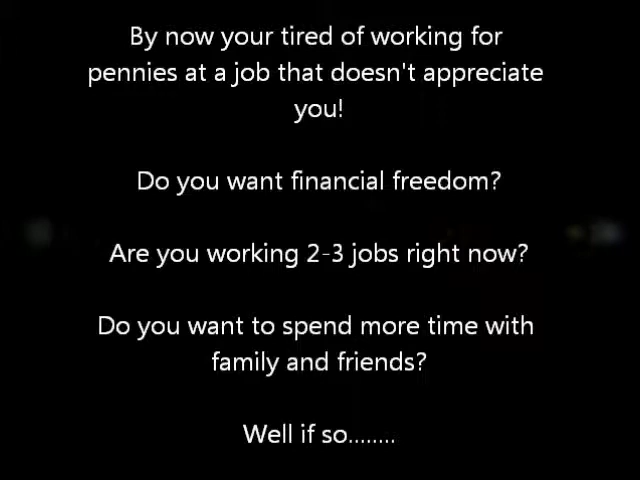 By now your tired of working for
pennies at a job that doesn't appreciate
you!
Do you want financial freedom?
Are you working 2-3 jobs right now?
Do you want to spend more time with
family and friends?
Well if so........